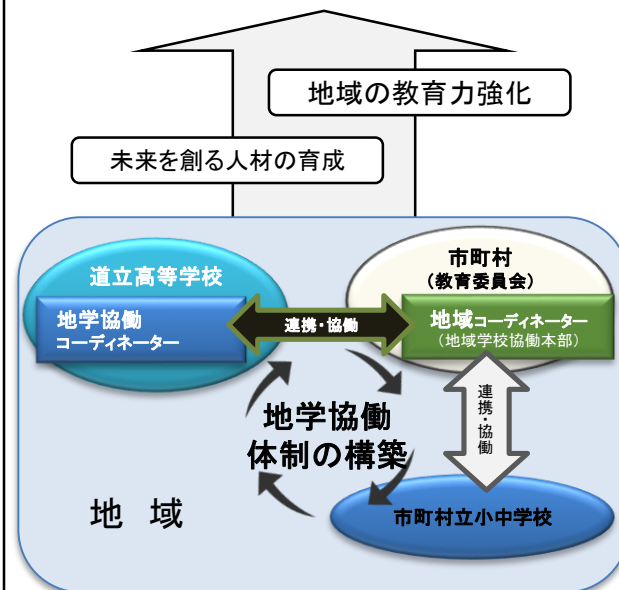 地域の教育力強化
未来を創る人材の育成
道立高等学校
地学協働
コーディネーター
連携・協働
市町村
（教育委員会）
地域コーディネーター
（地域学校協働本部）
連携・協働
地学協働
体制の構築
地 域
市町村立小中学校